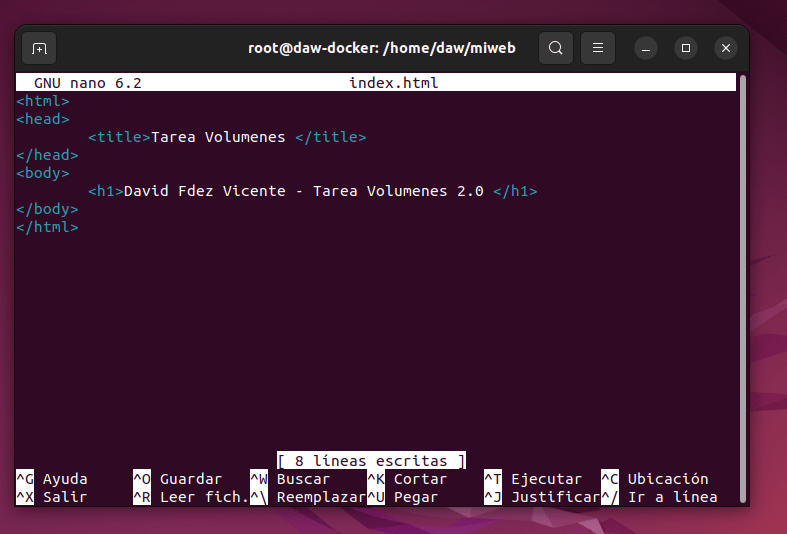 root@daw-docker: /home/daw/miweb
GNU nano 6.2 index.html
<html>
<head>
<title>Tarea Volumenes </title>
</head>
<body>
<h1>David Fdez Vicente - Tarea Volumenes 2.0 </h1>
</body>
</html>
[ 8 líneas escritas ]
^G Ayuda ^O Guardar ^W Buscar ^K Cortar ^T Ejecutar ^C Ubicación
^X Salir ^R Leer fich. ^\ Reemplazar ^U Pegar ^J Justificar ^/ Ir a línea